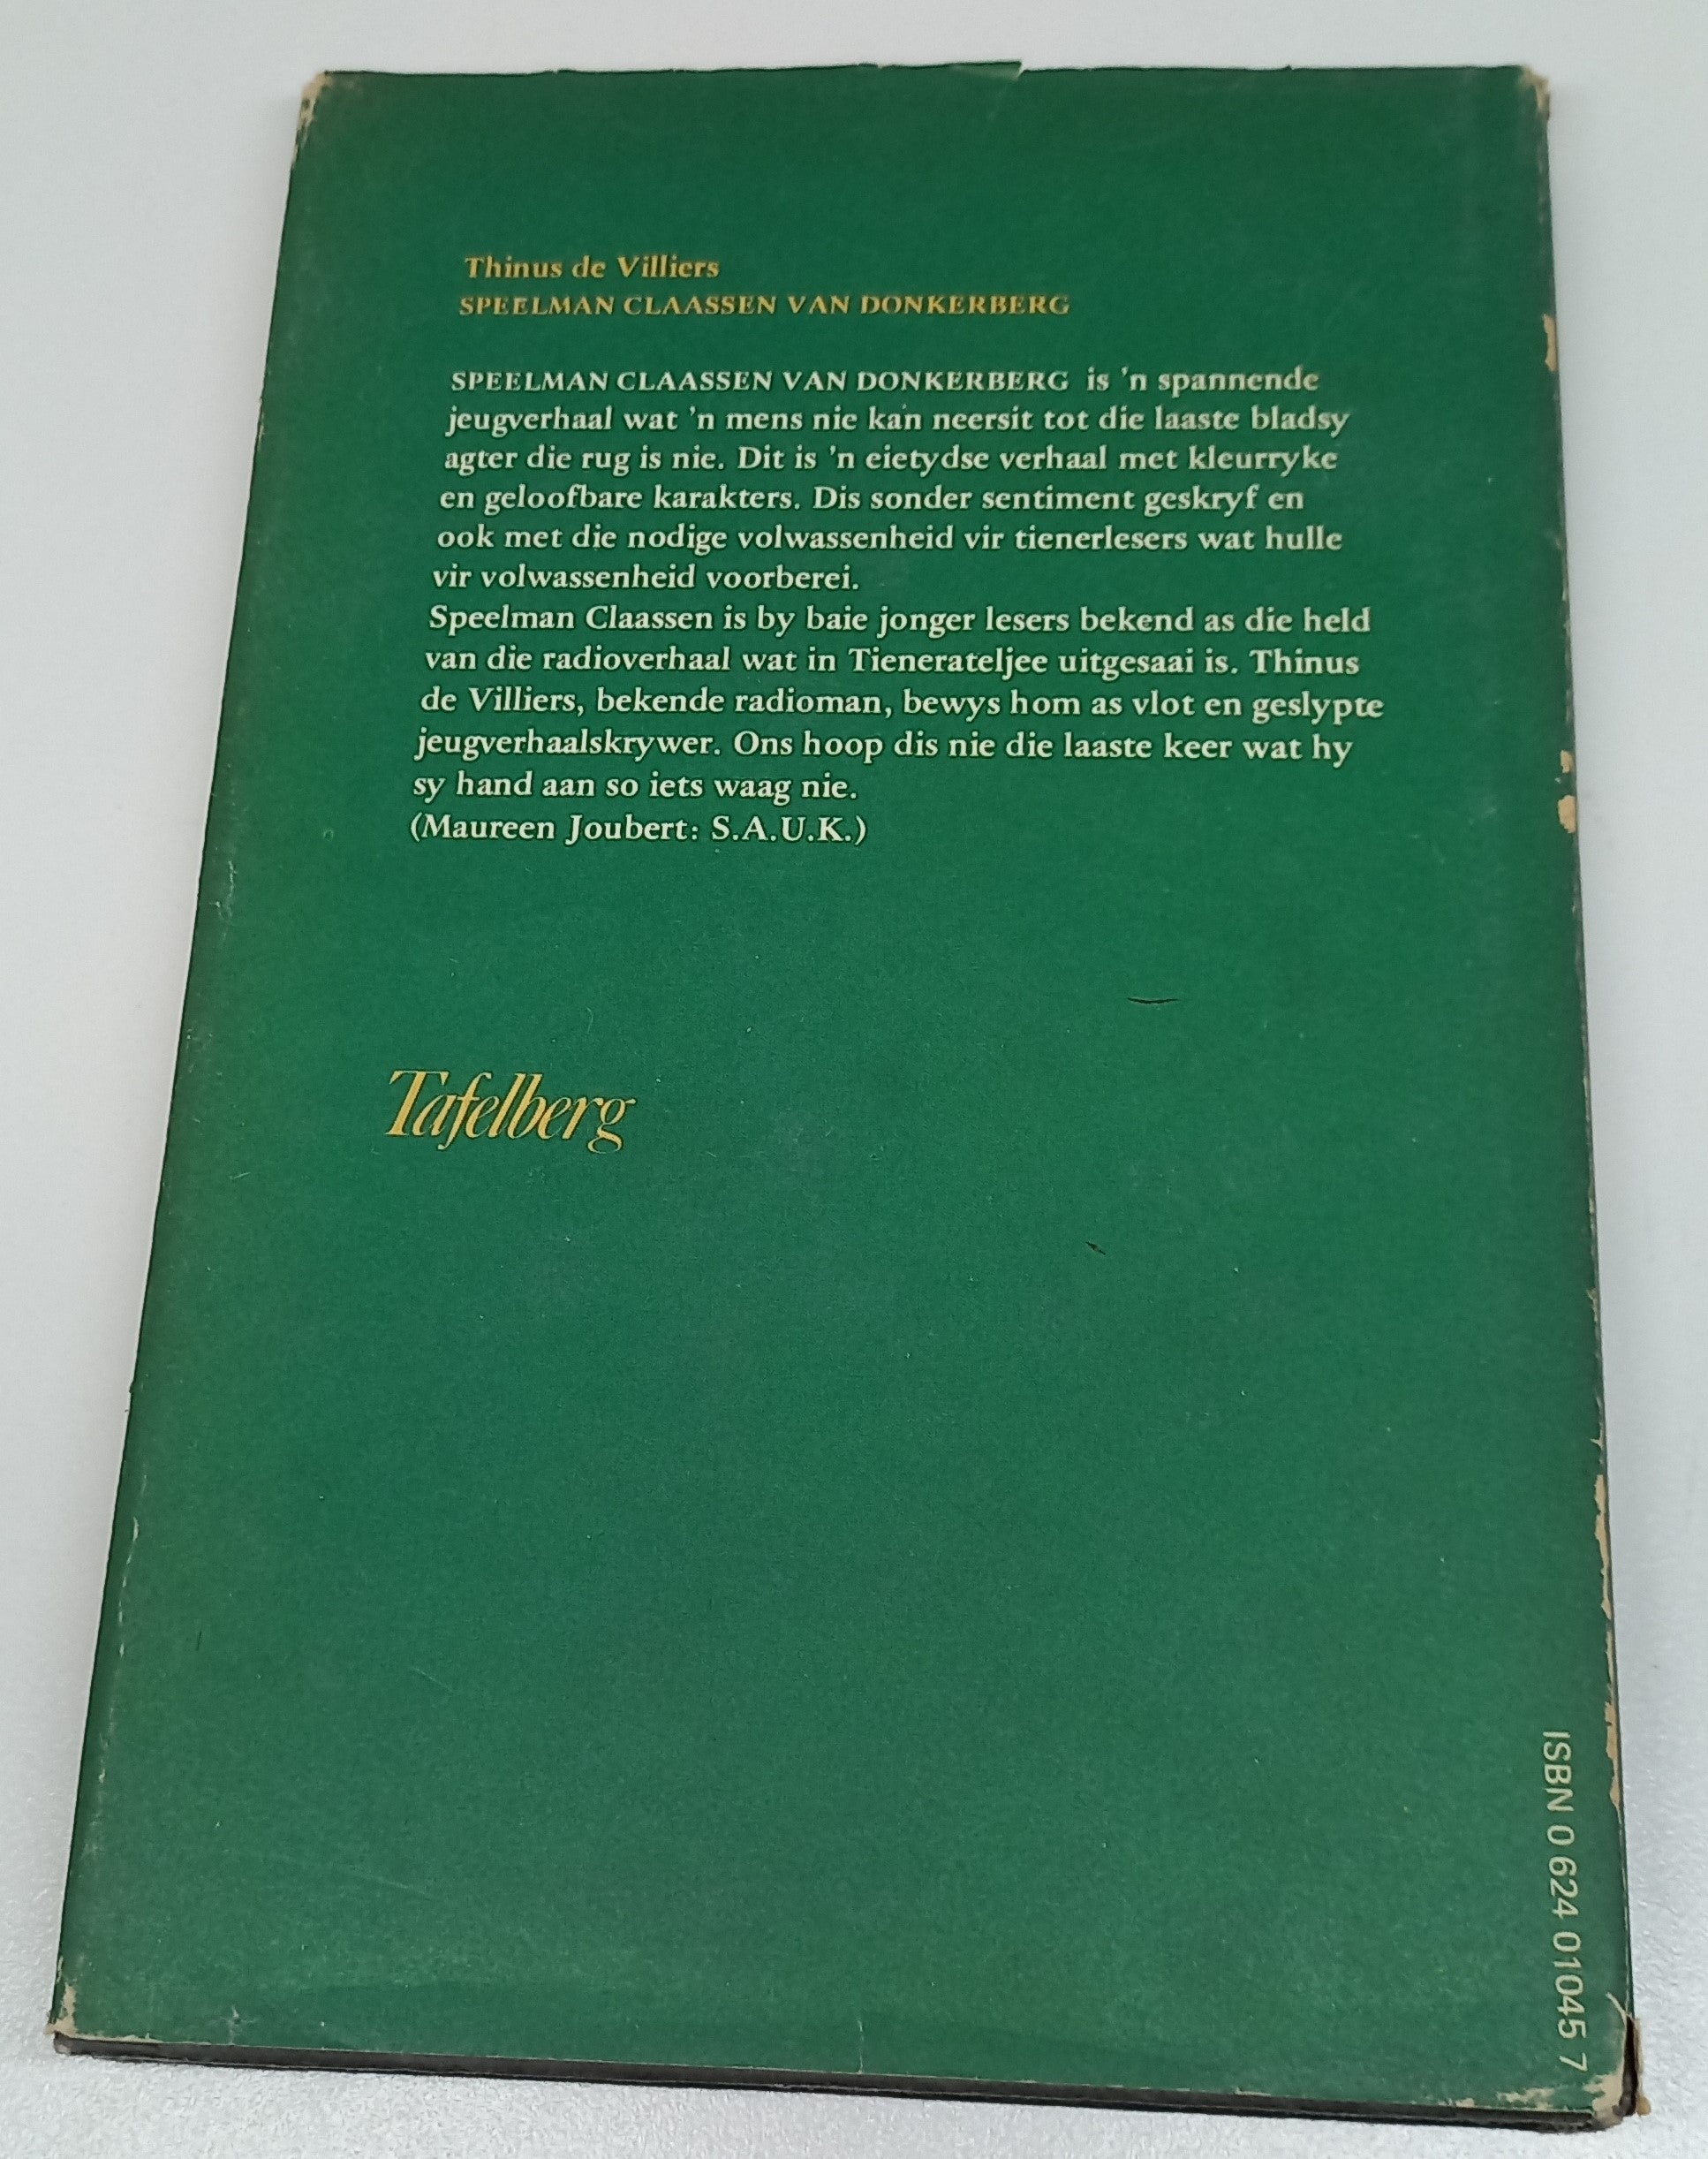 Thinus de Villiers
SPEELMAN CLAASSEN VAN DONKERBERG
SPEELMAN CLAASSEN VAN DONKERBERG is 'n spannende
jeugverhaal wat 'n mens nie kan neersit tot die laaste bladsy
agter die rug is nie. Dit is 'n eietydse verhaal met kleurryke
en geloofbare karakters. Dis sonder sentiment geskryf en
ook met die nodige volwassenheid vir tienerlesers wat hulle
vir volwassenheid voorberei.
Speelman Claassen is by baie jonger lesers bekend as die held
van die radioverhaal wat in Tienerateljee uitgesaai is. Thinus
de Villiers, bekende radioman, bewys hom as vlot en geslypte
jeugverhaalskrywer. Ons hoop dis nie die laaste keer wat hy
sy hand aan so iets waag nie.
(Maureen Joubert: S.A.U.K.)
Tafelberg
ISBN 0 624 01045 7